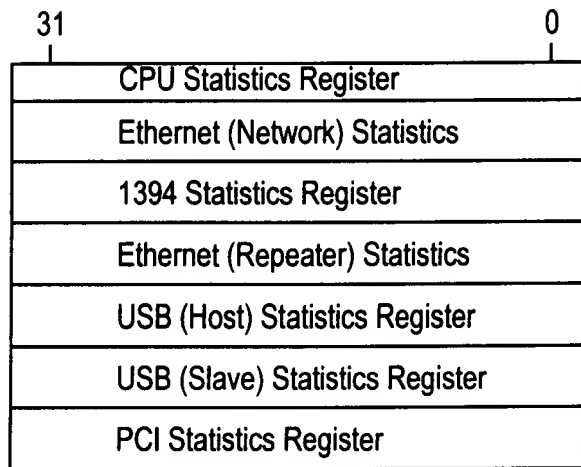 31 0
CPU Statistics Register
Ethernet (Network) Statistics
1394 Statistics Register
Ethernet (Repeater) Statistics
USB (Host) Statistics Register
USB (Slave) Statistics Register
PCI Statistics Register